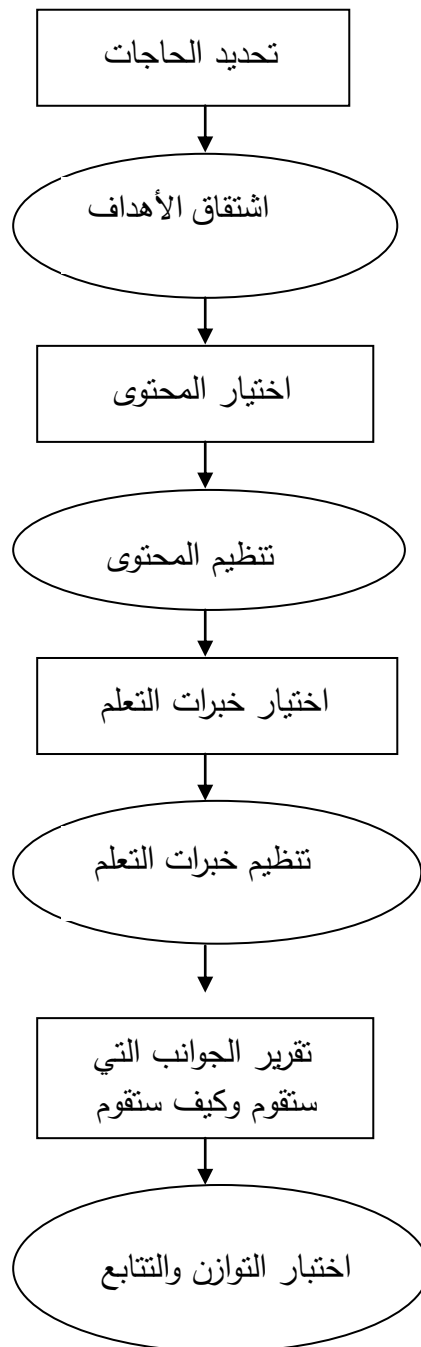 تحديد الحاجات
اشتقاق الأهداف
اختيار المحتوى
تنظيم المحتوى
اختيار خبرات التعلم
تنظيم خبرات التعلم
تقرير الجوانب التي
ستقوم وكيف ستقوم
اختبار التوازن والتتابع